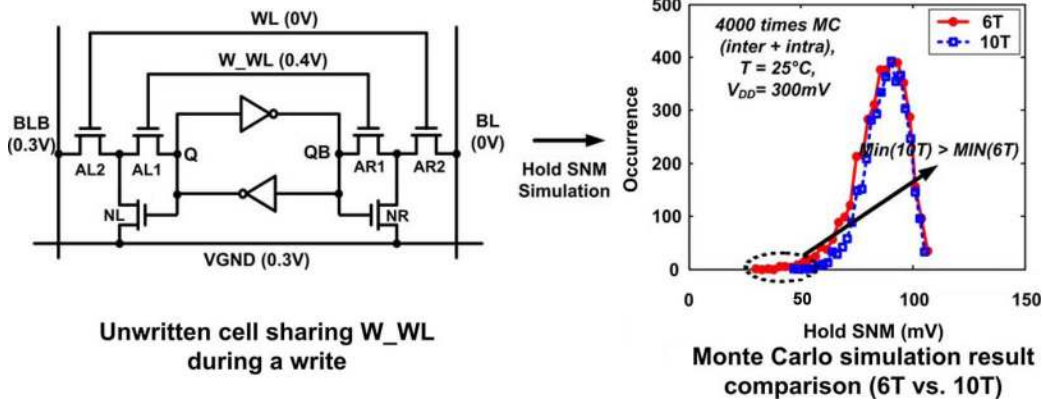 WL (0V)
W_WL (0.4V)
BLB
(0.3V)
BL
(0V)
AL2
AL1
Q
QB
AR1
AR2
NL
NR
VGND (0.3V)
Unwritten cell sharing W_WL
during a write
Hold SNM
Simulation
500
400
300
200
100
0
Occurrence
4000 times MC
(inter + intra),
T = 25°C,
VDD= 300mV
6T
10T
Min(10T) > MIN(6T)
0
50
100
150
Hold SNM (mV)
Monte Carlo simulation result
comparison (6T vs. 10T)